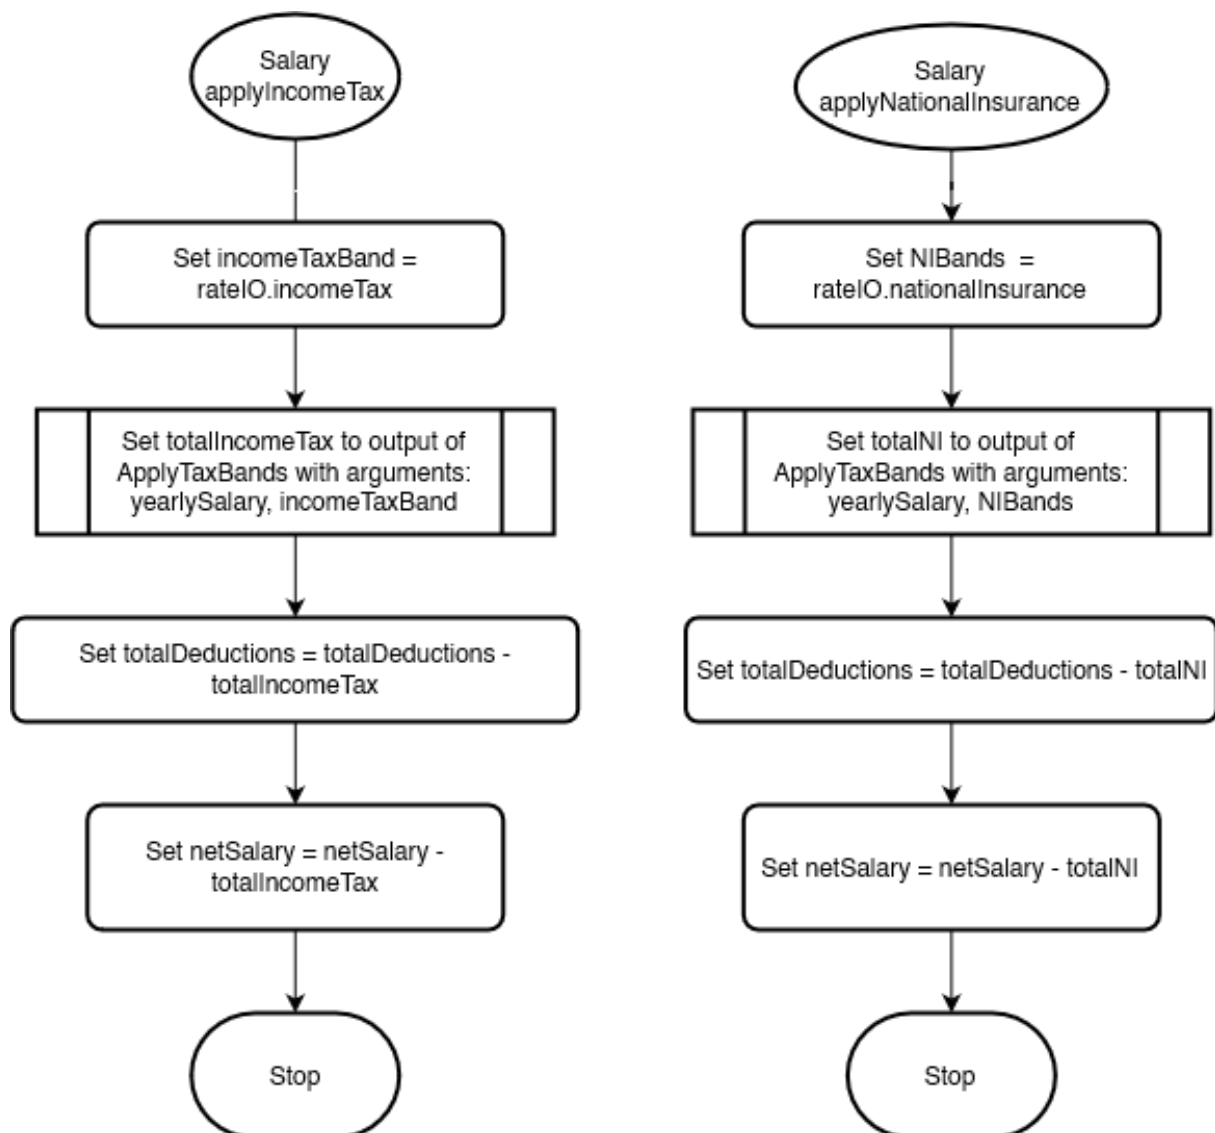 Salary
applyIncomeTax
Set incomeTaxBand =
rateIO.incomeTax
Set totalIncomeTax to output of
ApplyTaxBands with arguments:
yearlySalary, incomeTaxBand
Set totalDeductions = totalDeductions -
totalIncomeTax
Set netSalary = netSalary -
totalIncomeTax
Stop
Salary
applyNationalInsurance
Set NIBands  =
rateIO.nationalInsurance
Set totalNI to output of
ApplyTaxBands with arguments:
yearlySalary, NIBands
Set totalDeductions = totalDeductions - totalNI
Set netSalary = netSalary - totalNI
Stop